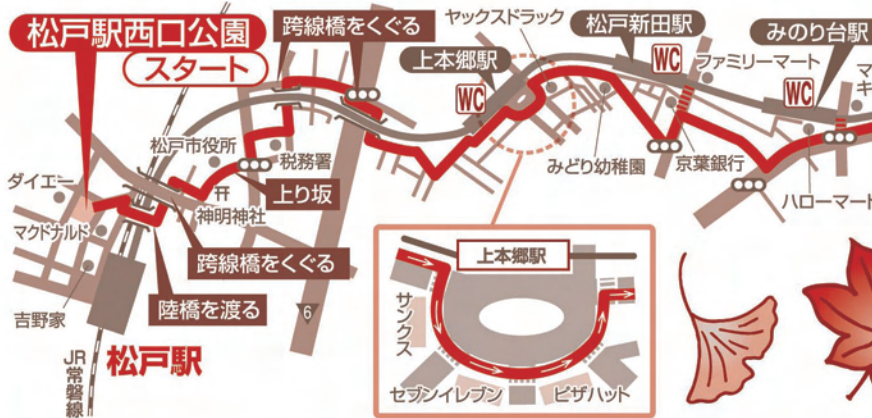 松戸駅西口公園
スタート
跨線橋をくぐる
ヤックスドラッグ
松戸新田駅
みのり台駅
上本郷駅
WC
WC
ファミリーマート
WC
マ
キ
松戸市役所
税務署
みどり幼稚園
京葉銀行
ダイエー
上り坂
神明神社
ハローマート
マクドナルド
跨線橋をくぐる
上本郷駅
陸橋を渡る
6
サンクス
吉野家
松戸駅
JR常磐線
セブンイレブン
ピザハット